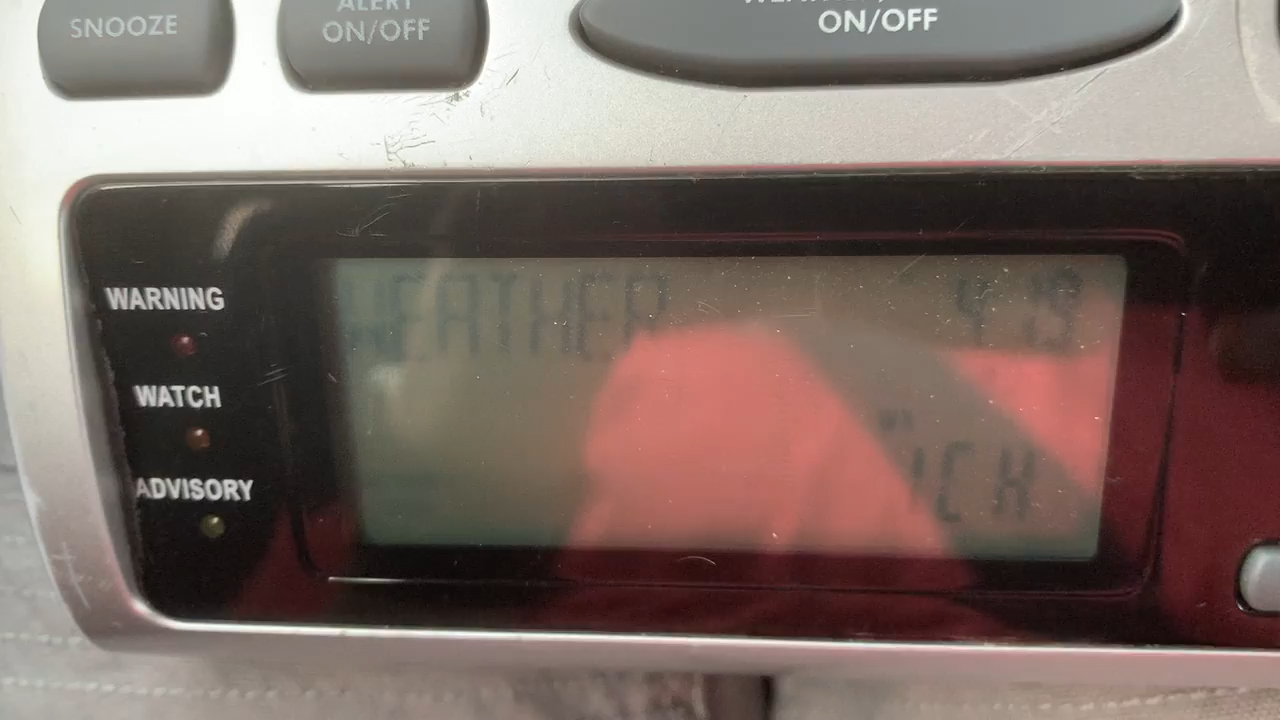 SNOOZE
ALERT
ON/OFF
ON/OFF
WEATHER
WARNING
WATCH
ADVISORY